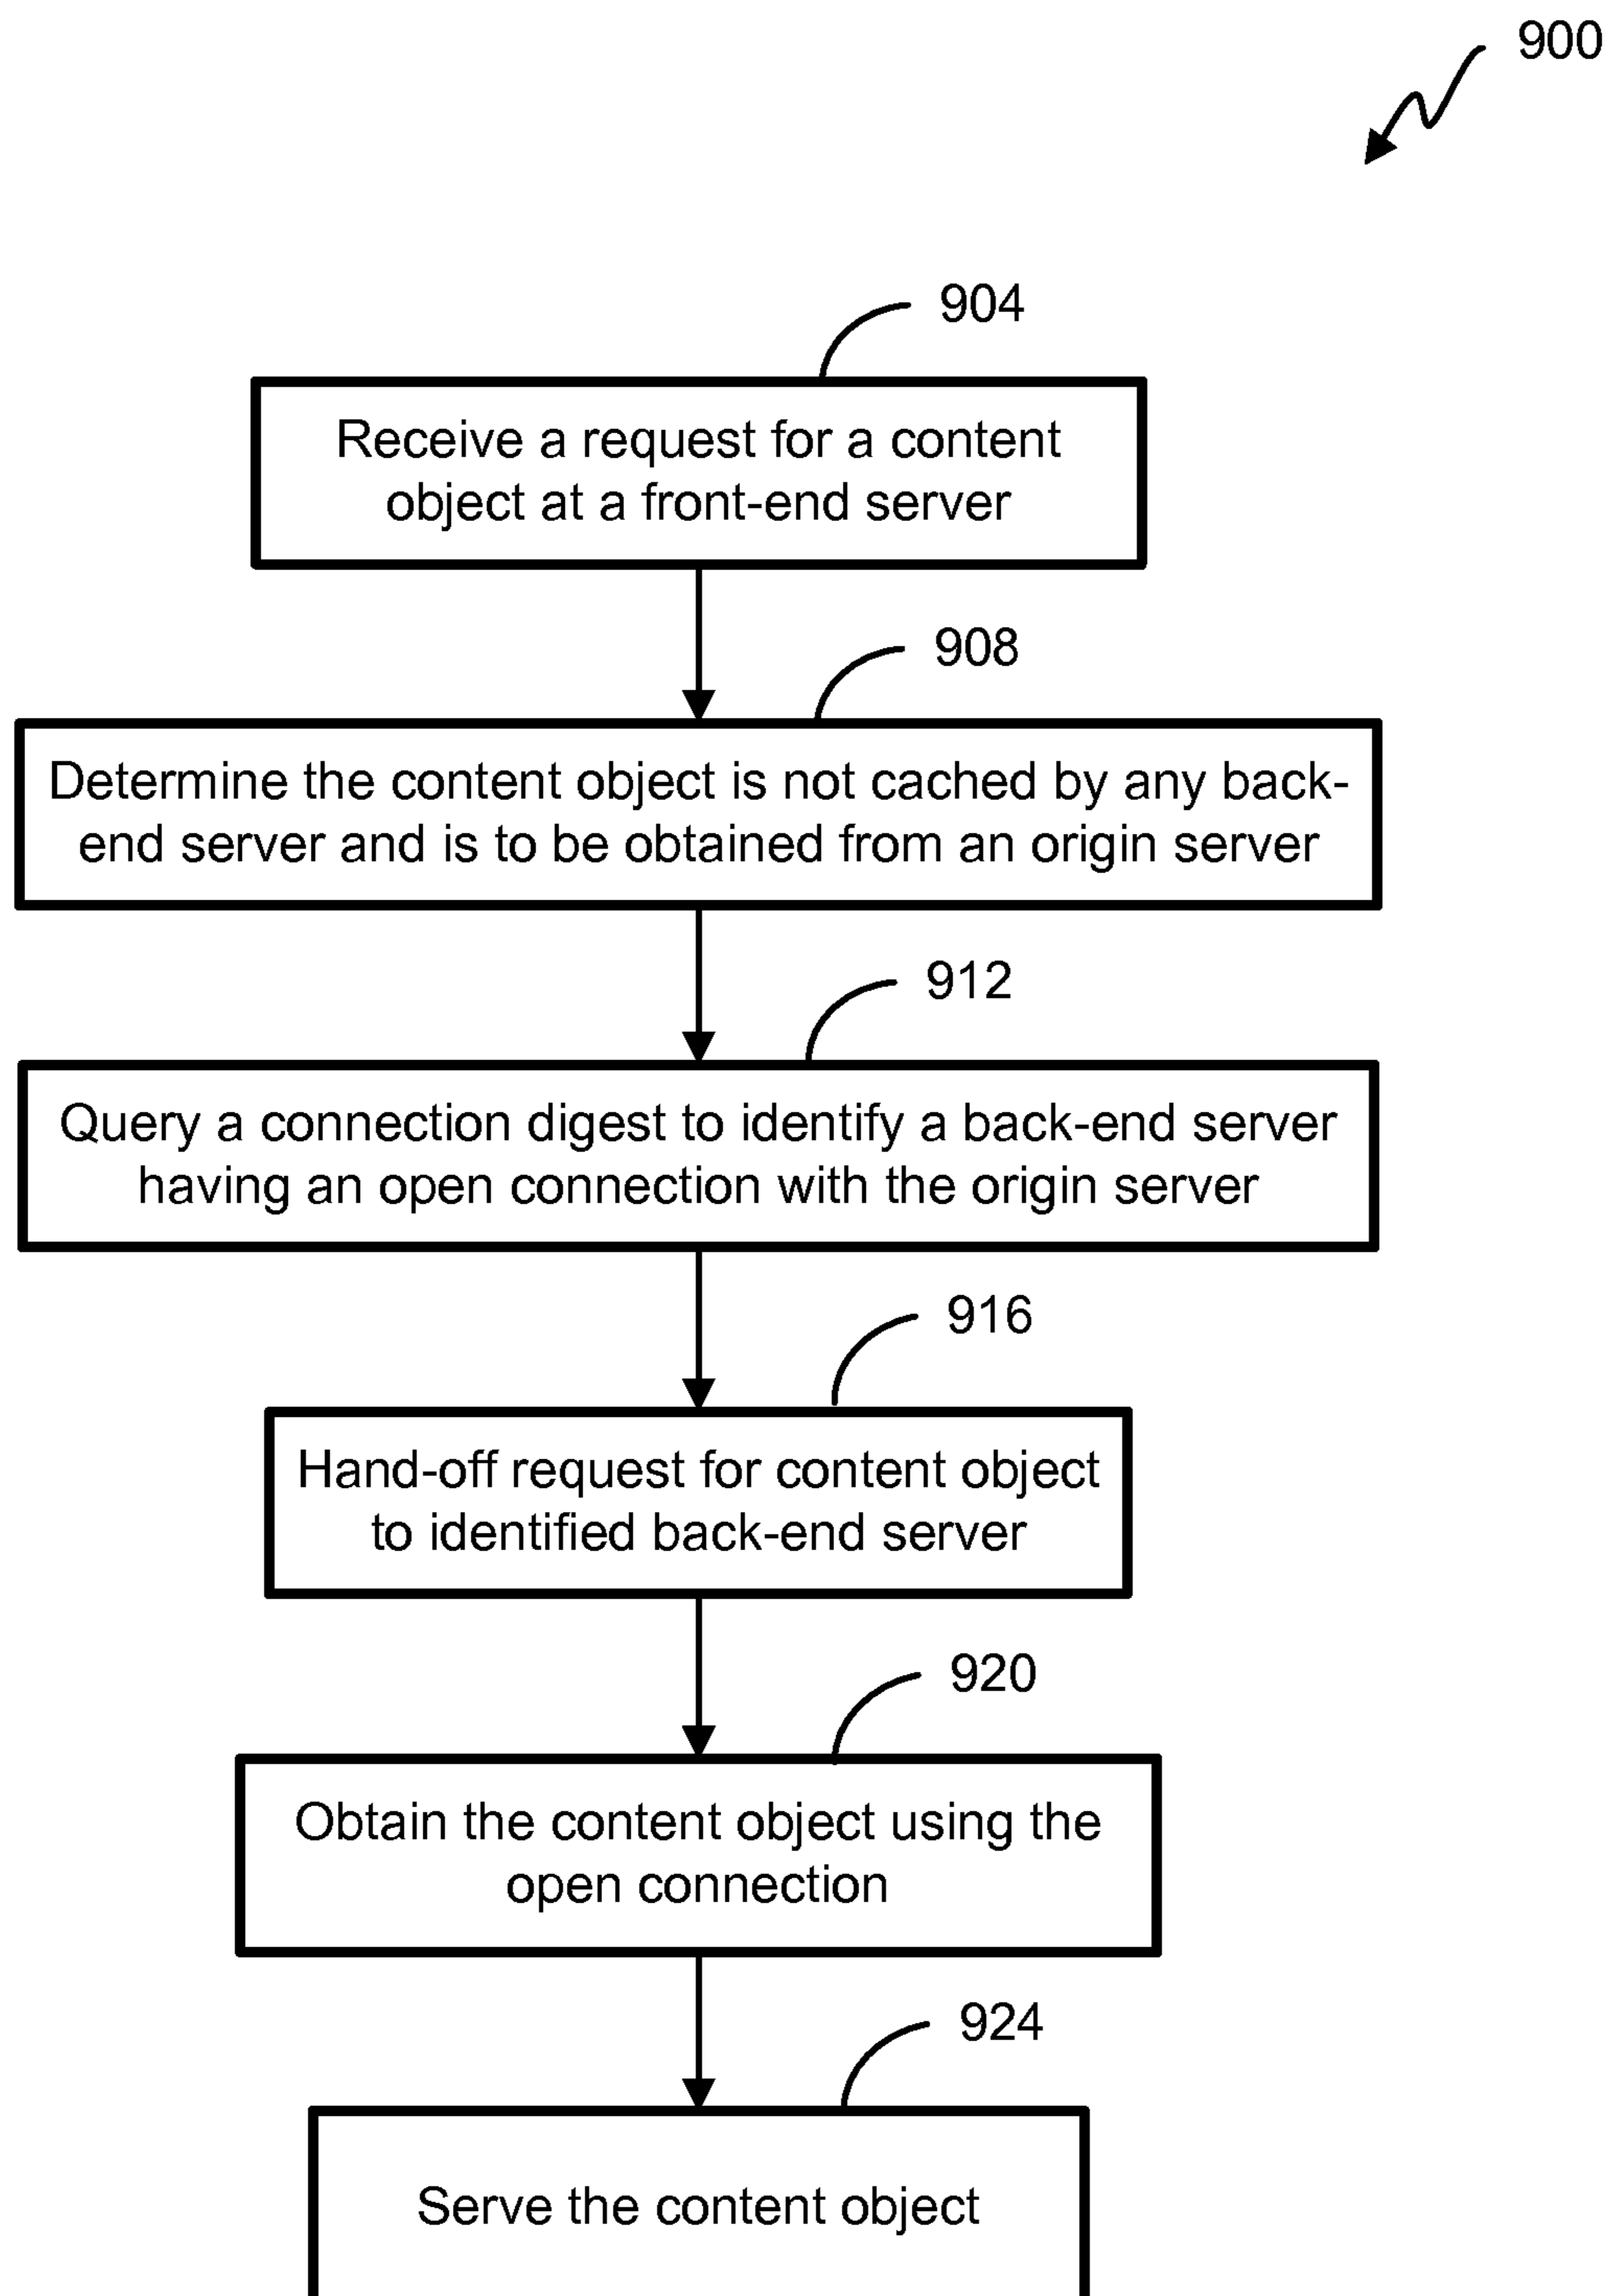 900
904
Receive a request for a content
object at a front-end server
908
Determine the content object is not cached by any back-
end server and is to be obtained from an origin server
912
Query a connection digest to identify a back-end server
having an open connection with the origin server
916
Hand-off request for content object
to identified back-end server
920
Obtain the content object using the
open connection
924
Serve the content object